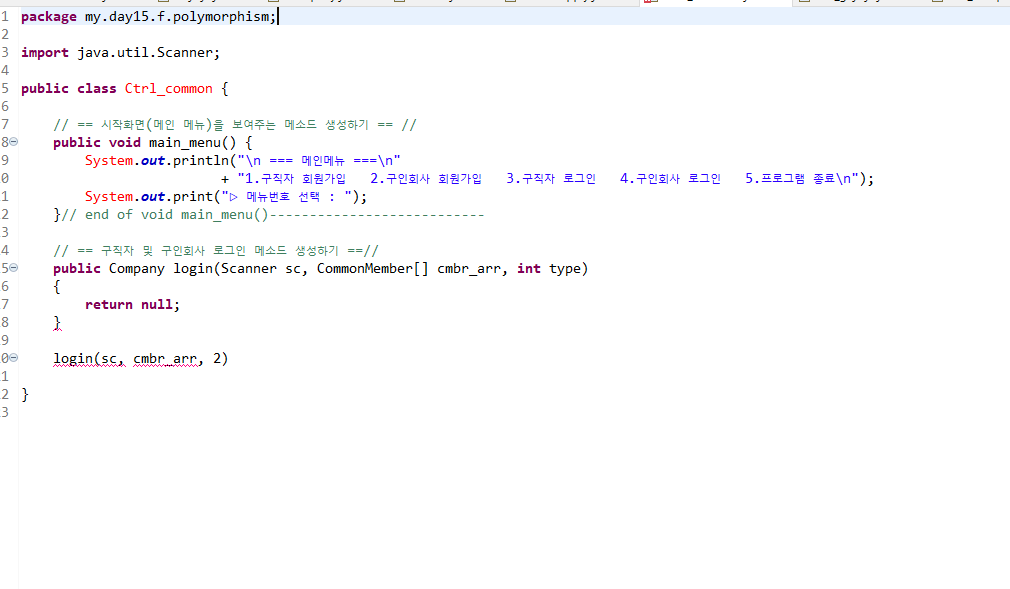 1 package my.day15.f.polymorphism;
2
3 import java.util.Scanner;
4
5 public class Ctrl_common {
6
7 // == 시작화면(메인 메뉴)을 보여주는 메소드 생성하기 == //
8 public void main_menu() {
9 System.out.println("\n === 메인메뉴 ===\n"
0 + "1.구직자 회원가입 2.구인회사 회원가입 3.구직자 로그인 4.구인회사 로그인 5.프로그램 종료\n");
1 System.out.print("▷ 메뉴번호 선택 : ");
2 }// end of void main_menu()---------------------------
3
4 // == 구직자 및 구인회사 로그인 메소드 생성하기 ==//
5 public Company login(Scanner sc, CommonMember[] cmbr_arr, int type)
6 {
7 return null;
8 }
9
0 login(sc, cmbr_arr, 2)
1
2 }
3